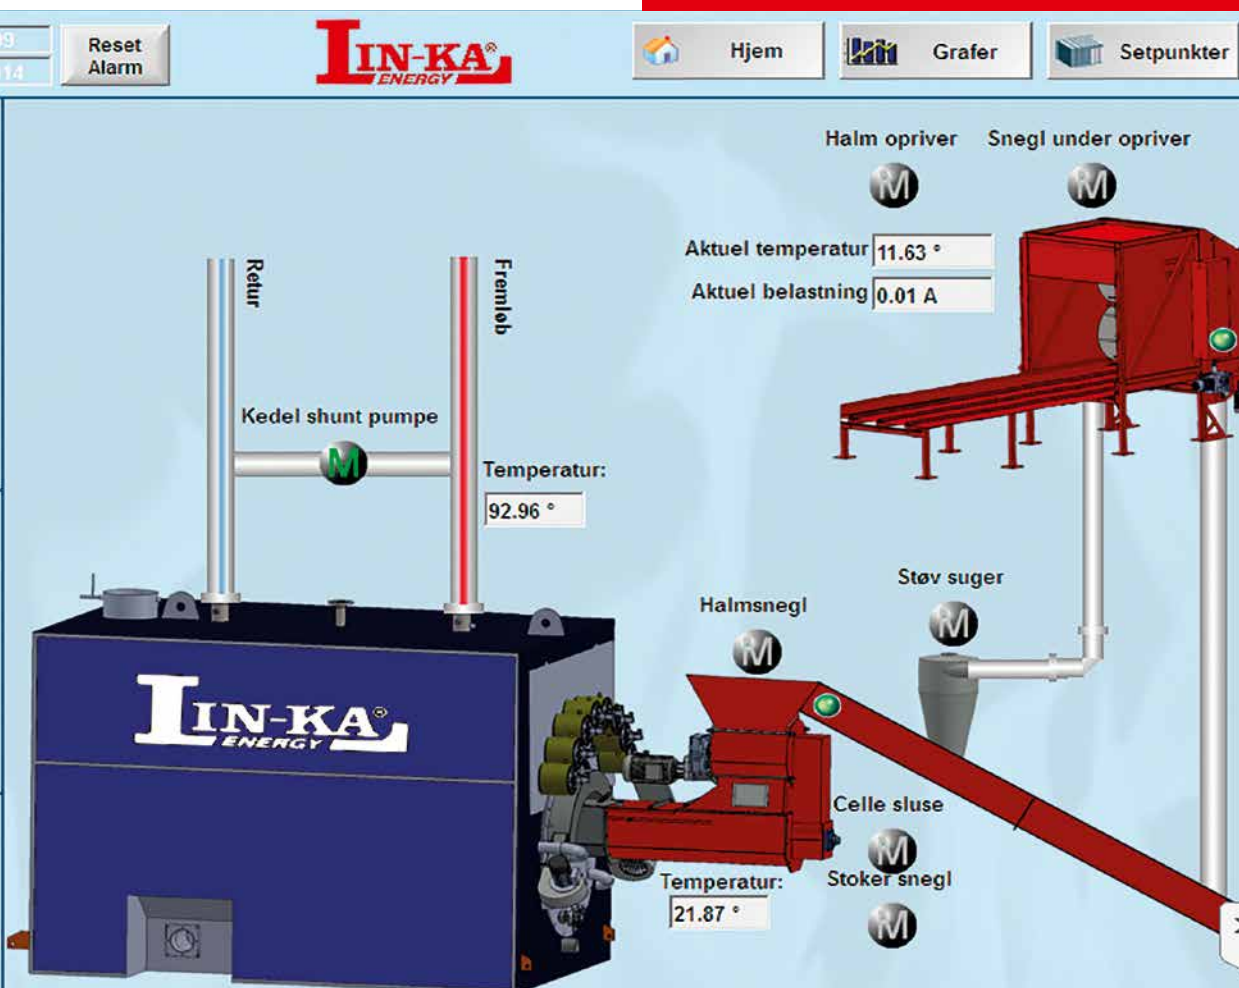 Reset
Alarm
LIN-KA®
ENERGY
Hjem
Grafer
Setpunkter
Halm opriver
Snegl under opriver
M
M
Aktuel temperatur 11.63 °
Aktuel belastning 0.01 A
Retur
Fremløb
Kedel shunt pumpe
M
Temperatur:
92.96 °
Støv suger
M
Halmsnegl
M
LIN-KA®
ENERGY
Celle sluse
M
Stoker snegl
M
Temperatur:
21.87 °